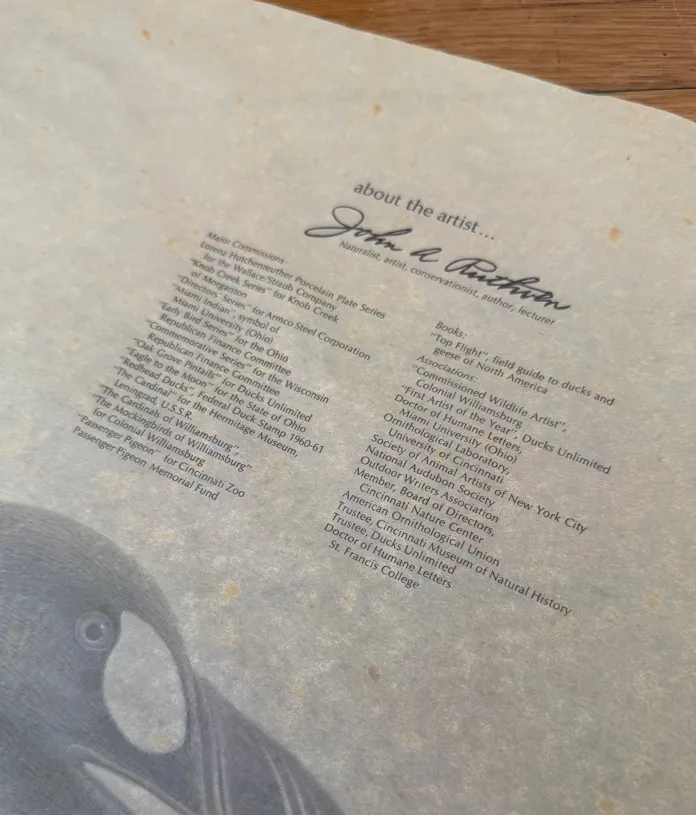 about the artist...
John A Ruthven
Naturalist, artist, conservationist, author, lecturer
Major Commissions:
Lorenz Hutchenreuther Porcelain Plate Series
for the Wallace/Straub Company
"Knob Creek Series" for Knob Creek
of Morganton
"Directors' Series" for Armco Steel Corporation
"Miami Indian", symbol of
Miami University (Ohio)
"Early Bird Series" for the Ohio
Republican Finance Committee
"Commemorative Series" for the Wisconsin
Republican Finance Committee
"Oak Grove Pintails" for Ducks Unlimited
"Eagle to the Moon" for the State of Ohio
"Redhead Ducks", Federal Duck Stamp 1960-61
"The Cardinal" for the Hermitage Museum,
Leningrad, U.S.S.R.
"The Cardinals of Williamsburg",
"The Mockingbirds of Williamsburg"
for Colonial Williamsburg
"Passenger Pigeon" for Cincinnati Zoo
Passenger Pigeon Memorial Fund
Books:
"Top Flight", field guide to ducks and
geese of North America
Associations:
"Commissioned Wildlife Artist",
Colonial Williamsburg
"First Artist of the Year", Ducks Unlimited
Doctor of Humane Letters,
Miami University (Ohio)
Ornithological Laboratory,
University of Cincinnati
Society of Animal Artists of New York City
National Audubon Society
Outdoor Writers Association
Member, Board of Directors,
Cincinnati Nature Center
American Ornithological Union
Trustee, Cincinnati Museum of Natural History
Trustee, Ducks Unlimited
Doctor of Humane Letters
St. Francis College